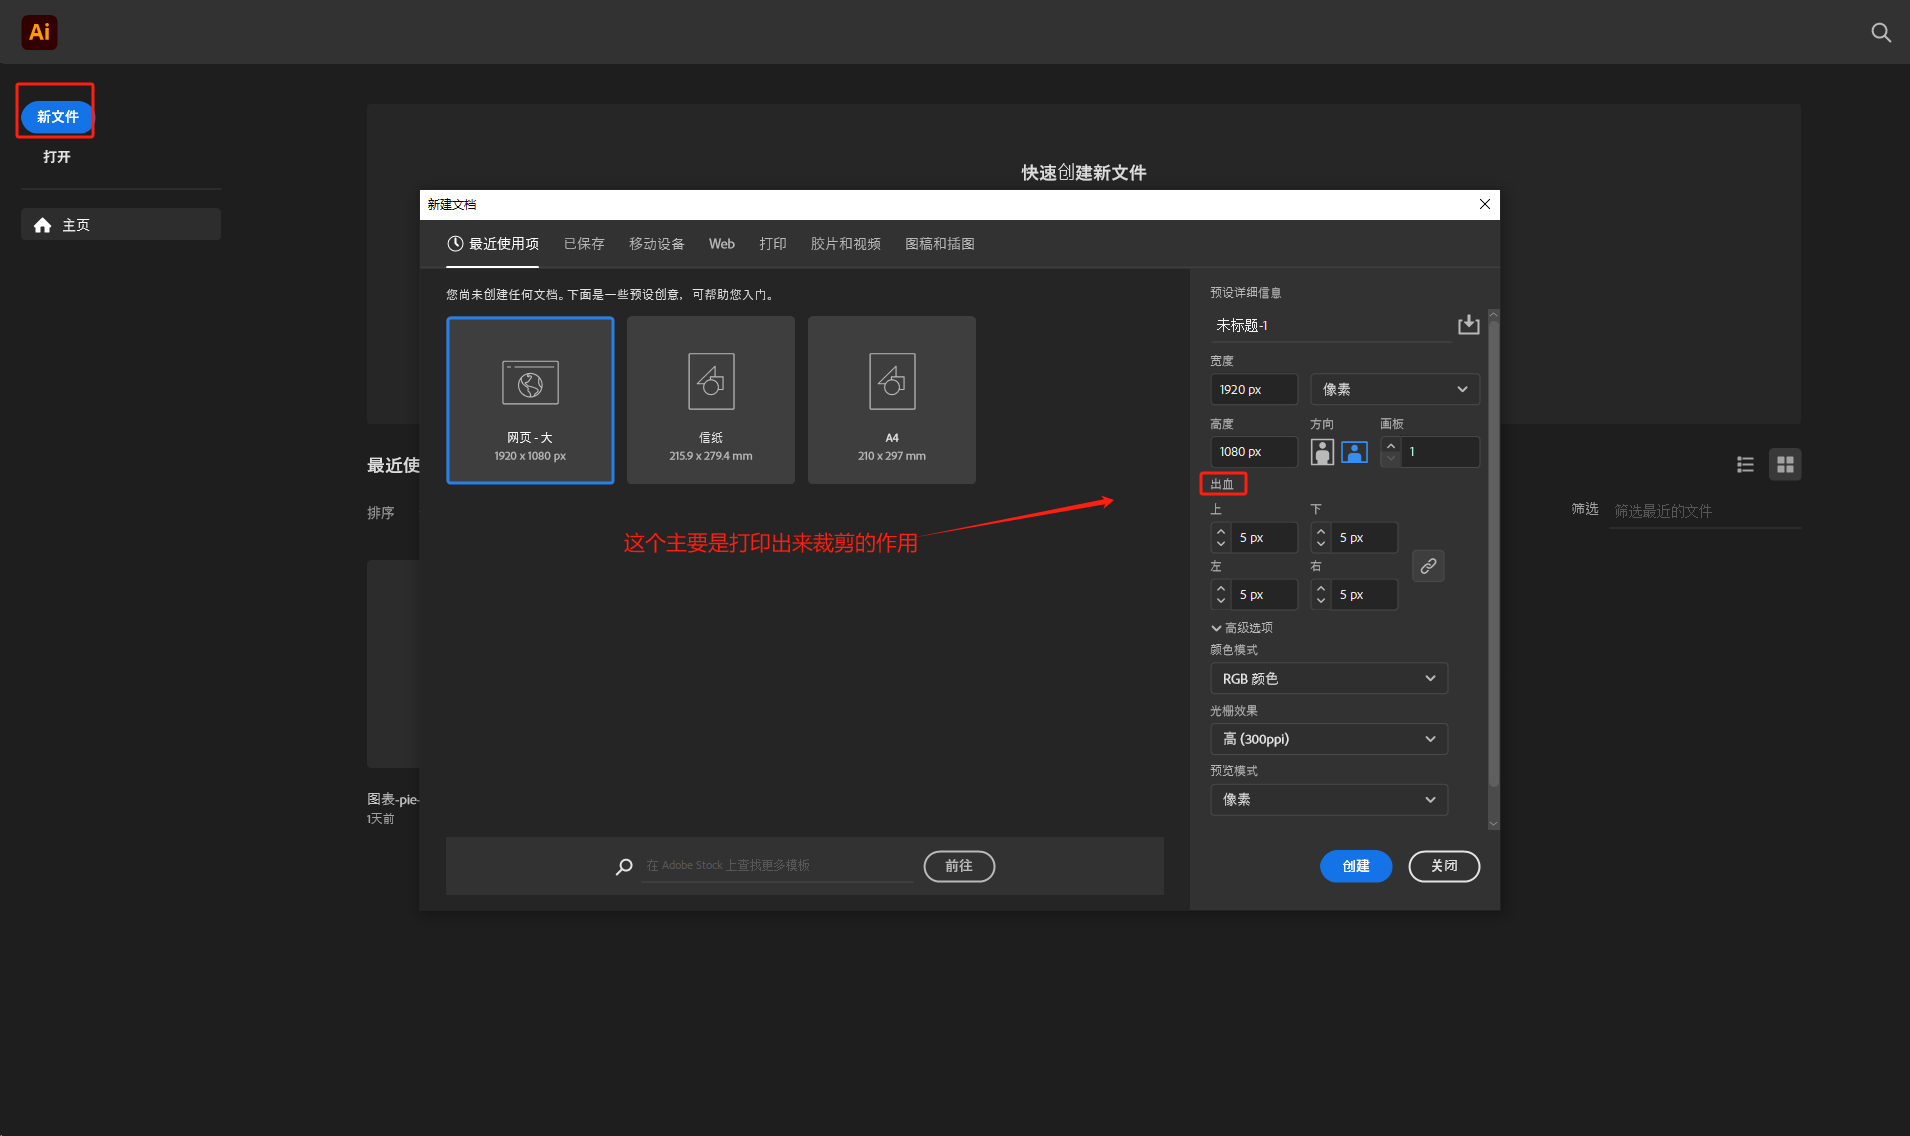 Ai
新文件
打开
主页
快速创建新文件
新建文档
最近使用项 已保存 移动设备 Web 打印 胶片和视频 图稿和插图
您尚未创建任何文档。下面是一些预设创意，可帮助您入门。
网页 - 大
1920 x 1080 px
信纸
215.9 x 279.4 mm
A4
210 x 297 mm
这个主要是打印出来裁剪的作用
在 Adobe Stock 上查找更多模板
前往
预设详细信息
未标题-1
宽度
1920 px 像素
高度 方向 画板
1080 px 1
出血
上 下
5 px 5 px
左 右
5 px 5 px
高级选项
颜色模式
RGB 颜色
光栅效果
高 (300ppi)
预览模式
像素
创建 关闭
最近使
排序
筛选 筛选最近的文件
图表-pie-
1天前